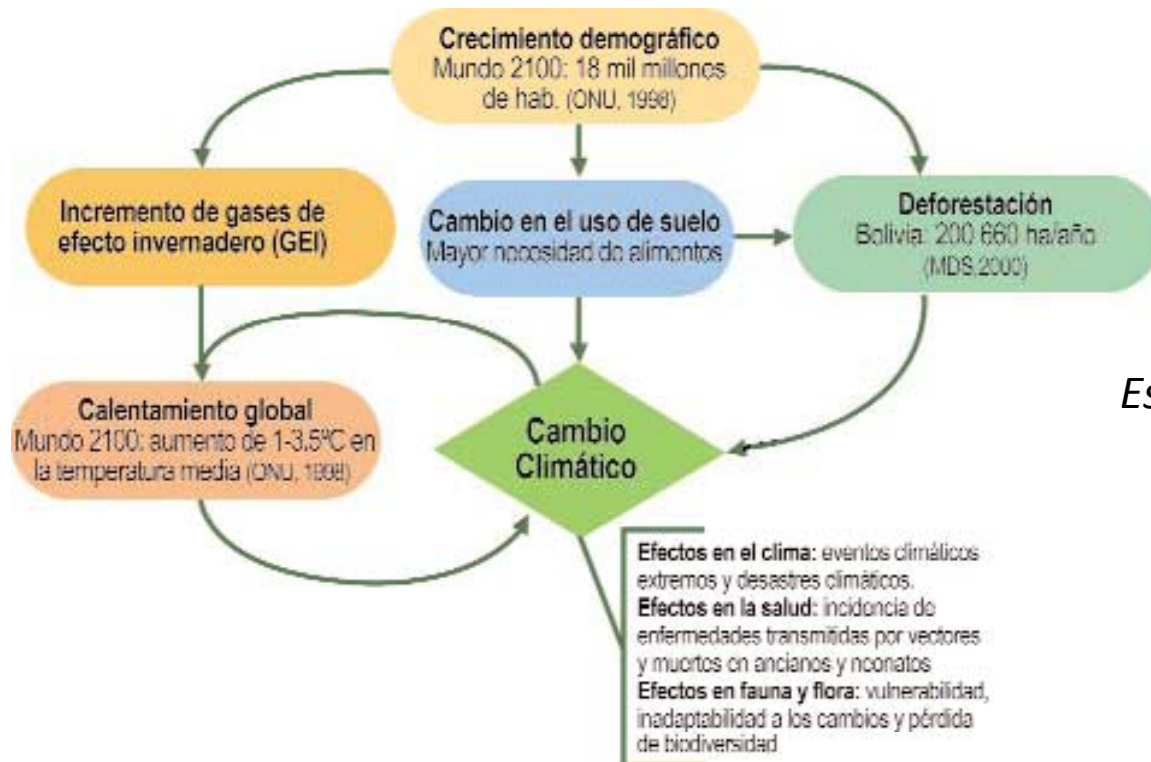 Crecimiento demográfico
Mundo 2100: 18 mil millones
de hab. (ONU, 1998)
Incremento de gases de
efecto invernadero (GEI)
Cambio en el uso de suelo
Mayor necesidad de alimentos
Deforestación
Bolivia: 200 660 ha/año
(MDS,2000)
Calentamiento global
Mundo 2100: aumento de 1-3.5ºC en
la temperatura media (ONU, 1998)
Cambio
Climático
Es
Efectos en el clima: eventos climáticos
extremos y desastres climáticos.
Efectos en la salud: incidencia de
enfermedades transmitidas por vectores
y muertos en ancianos y neonatos
Efectos en fauna y flora: vulnerabilidad,
inadaptabilidad a los cambios y pérdida
de biodiversidad